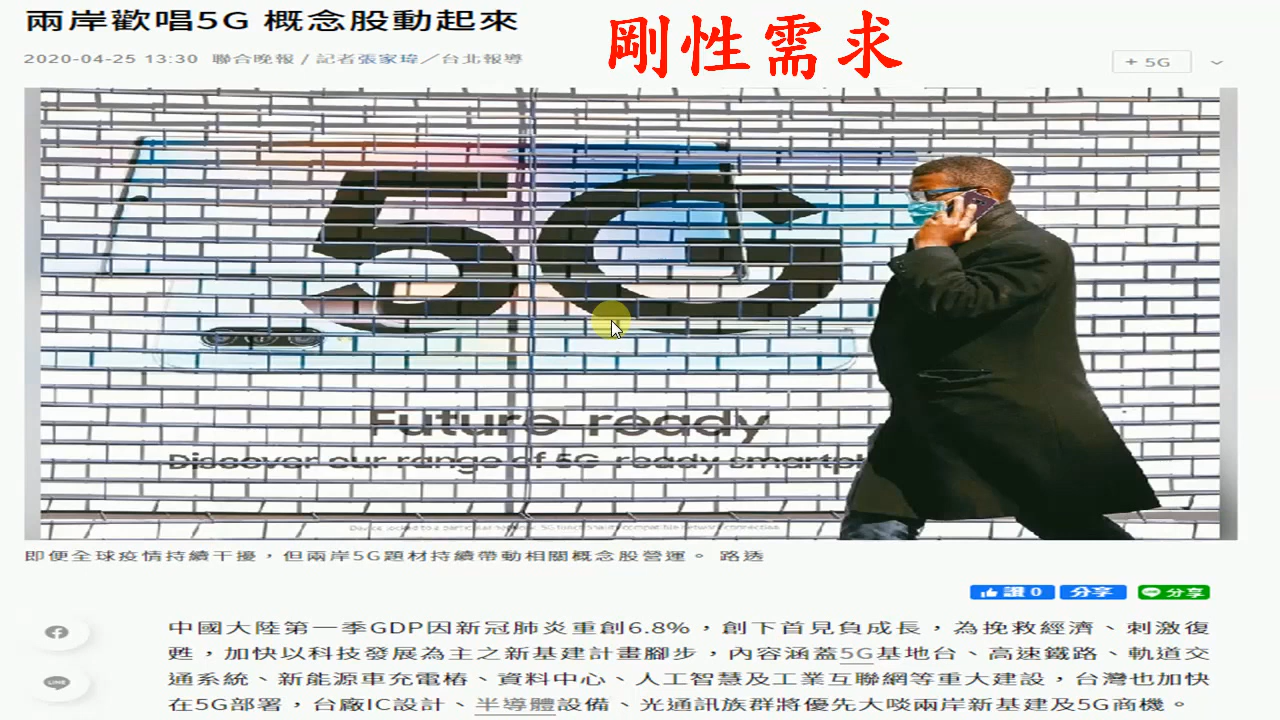 兩岸歡唱5G 概念股動起來
剛性需求
2020-04-25 13:30 聯合晚報 / 記者張家瑋／台北報導
+ 5G
5G
Future-ready
Discover our range of 5G-ready smartph
即便全球疫情持續干擾，但兩岸5G題材持續帶動相關概念股營運。 路透
讚 0 分享 分享
中國大陸第一季GDP因新冠肺炎重創6.8%，創下首見負成長，為挽救經濟、刺激復
甦，加快以科技發展為主之新基建計畫腳步，內容涵蓋5G基地台、高速鐵路、軌道交
LINE
通系統、新能源車充電樁、資料中心、人工智慧及工業互聯網等重大建設，台灣也加快
在5G部署，台廠IC設計、半導體設備、光通訊族群將優先大啖兩岸新基建及5G商機。